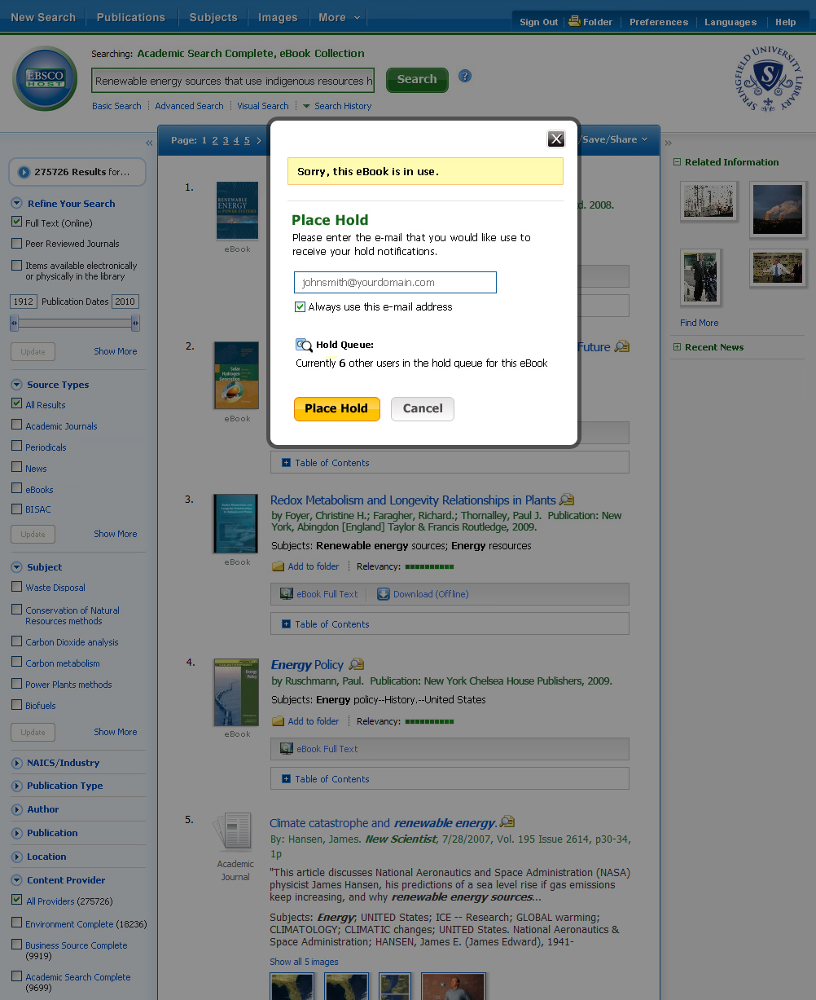 New Search
Publications
Subjects
Images
More
Sign Out
Folder
Preferences
Languages
Help
EBSCO
HOST
Searching: Academic Search Complete, eBook Collection
Renewable energy sources that use indigenous resources h
Search
?
Basic Search
Advanced Search
Visual Search
Search History
SPRINGFIELD UNIVERSITY LIBRARY
S
«
275726 Results for...
Refine Your Search
Full Text (Online)
Peer Reviewed Journals
Items available electronically
or physically in the library
1912 Publication Dates 2010
Update
Show More
Source Types
All Results
Academic Journals
Periodicals
News
eBooks
BISAC
Update
Show More
Subject
Waste Disposal
Conservation of Natural
Resources methods
Carbon Dioxide analysis
Carbon metabolism
Power Plants methods
Biofuels
Update
Show More
NAICS/Industry
Publication Type
Author
Publication
Location
Content Provider
All Providers (275726)
Environment Complete (18236)
Business Source Complete
(9919)
Academic Search Complete
(9699)
Page: 1 2 3 4 5
/Save/Share
1.
RENEWABLE
ENERGY
in POWER SYSTEMS
eBook
d. 2008.
X
Sorry, this eBook is in use.
Place Hold
Please enter the e-mail that you would like use to
receive your hold notifications.
johnsmith@yourdomain.com
Always use this e-mail address
Hold Queue:
Currently 6 other users in the hold queue for this eBook
Place Hold
Cancel
2.
Solar
Hydrogen
Generation
eBook
Future
Table of Contents
3.
eBook
Redox Metabolism and Longevity Relationships in Plants
by Foyer, Christine H.; Faragher, Richard.; Thornalley, Paul J. Publication: New
York, Abingdon [England] Taylor & Francis Routledge, 2009.
Subjects: Renewable energy sources; Energy resources
Add to folder
Relevancy:
eBook Full Text
Download (Offline)
Table of Contents
4.
Energy
Policy
eBook
Energy Policy
by Ruschmann, Paul. Publication: New York Chelsea House Publishers, 2009.
Subjects: Energy policy--History.--United States
Add to folder
Relevancy:
eBook Full Text
Table of Contents
5.
Academic
Journal
Climate catastrophe and renewable energy.
By: Hansen, James. New Scientist, 7/28/2007, Vol. 195 Issue 2614, p30-34,
1p
"This article discusses National Aeronautics and Space Administration (NASA)
physicist James Hansen, his predictions of a sea level rise if gas emissions
keep increasing, and why renewable energy sources...
Subjects: Energy; UNITED States; ICE -- Research; GLOBAL warming;
CLIMATOLOGY; CLIMATIC changes; UNITED States. National Aeronautics &
Space Administration; HANSEN, James E. (James Edward), 1941-
Show all 5 images
»
Related Information
Find More
Recent News